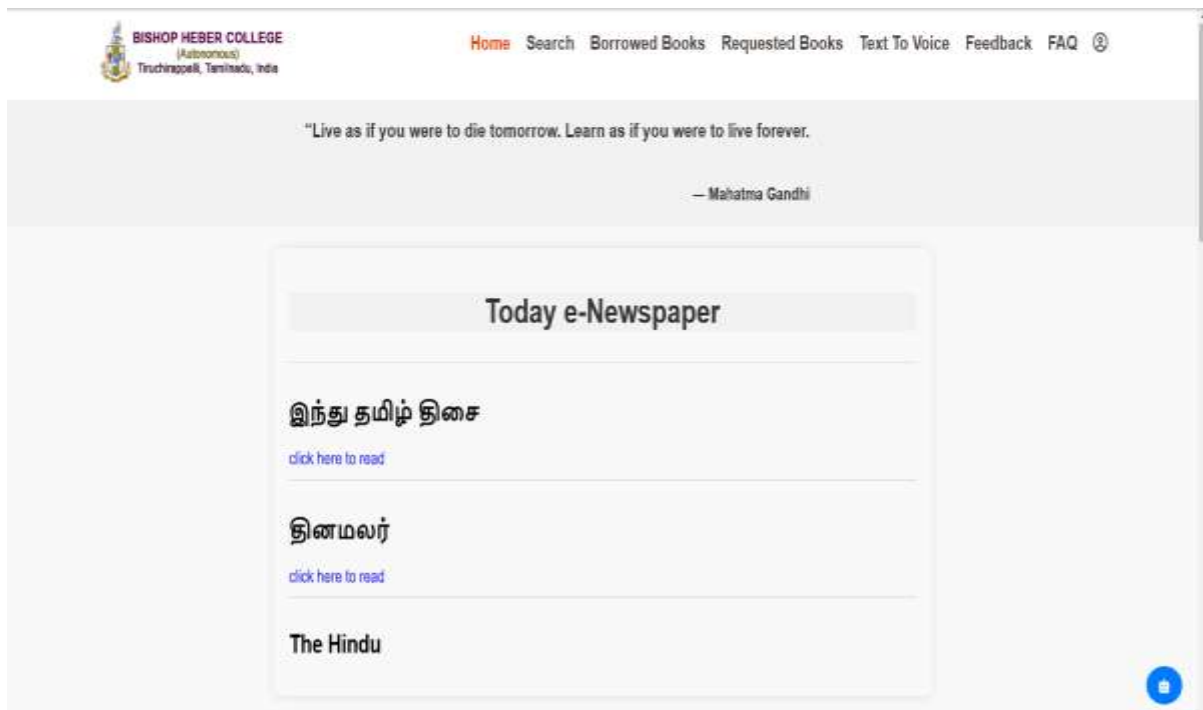 BISHOP HEBER COLLEGE
(Autonomous)
Tiruchirappalli, Tamilnadu, India
Home Search Borrowed Books Requested Books Text To Voice Feedback FAQ
“Live as if you were to die tomorrow. Learn as if you were to live forever.
— Mahatma Gandhi
Today e-Newspaper
இந்து தமிழ் திசை
click here to read
தினமலர்
click here to read
The Hindu